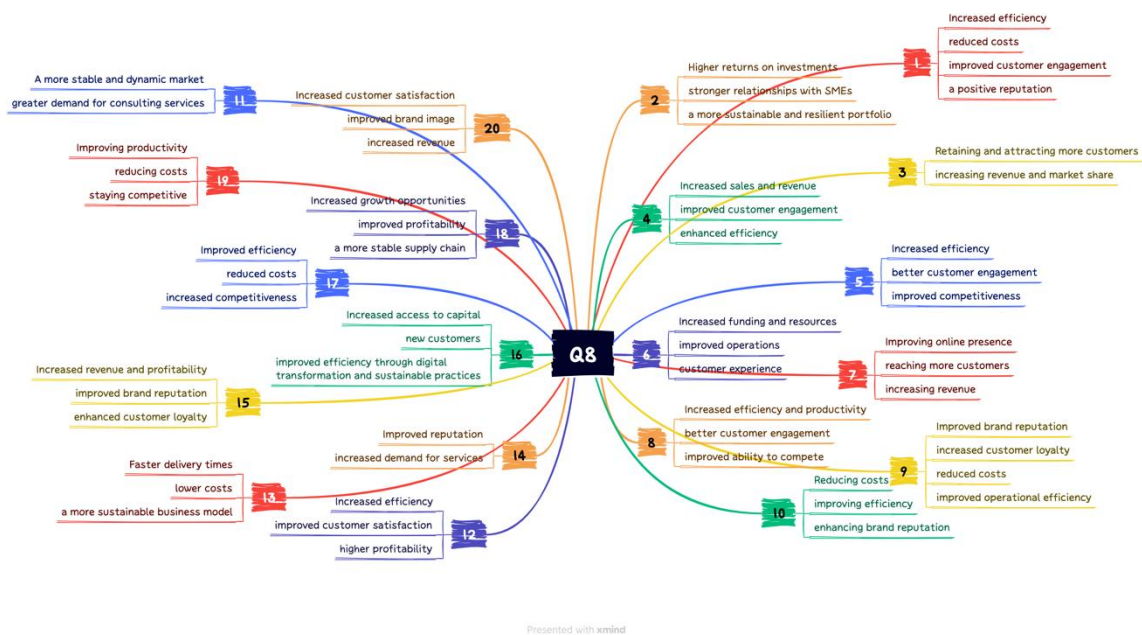 Q8
1
Increased efficiency
reduced costs
improved customer engagement
a positive reputation
2
Higher returns on investments
stronger relationships with SMEs
a more sustainable and resilient portfolio
3
Retaining and attracting more customers
increasing revenue and market share
4
Increased sales and revenue
improved customer engagement
enhanced efficiency
5
Increased efficiency
better customer engagement
improved competitiveness
6
Increased funding and resources
improved operations
customer experience
7
Improving online presence
reaching more customers
increasing revenue
8
Increased efficiency and productivity
better customer engagement
improved ability to compete
9
Improved brand reputation
increased customer loyalty
reduced costs
improved operational efficiency
10
Reducing costs
improving efficiency
enhancing brand reputation
11
A more stable and dynamic market
greater demand for consulting services
12
Increased efficiency
improved customer satisfaction
higher profitability
13
Faster delivery times
lower costs
a more sustainable business model
14
Improved reputation
increased demand for services
15
Increased revenue and profitability
improved brand reputation
enhanced customer loyalty
16
Increased access to capital
new customers
improved efficiency through digital
transformation and sustainable practices
17
Improved efficiency
reduced costs
increased competitiveness
18
Increased growth opportunities
improved profitability
a more stable supply chain
19
Improving productivity
reducing costs
staying competitive
20
Increased customer satisfaction
improved brand image
increased revenue
Presented with xmind